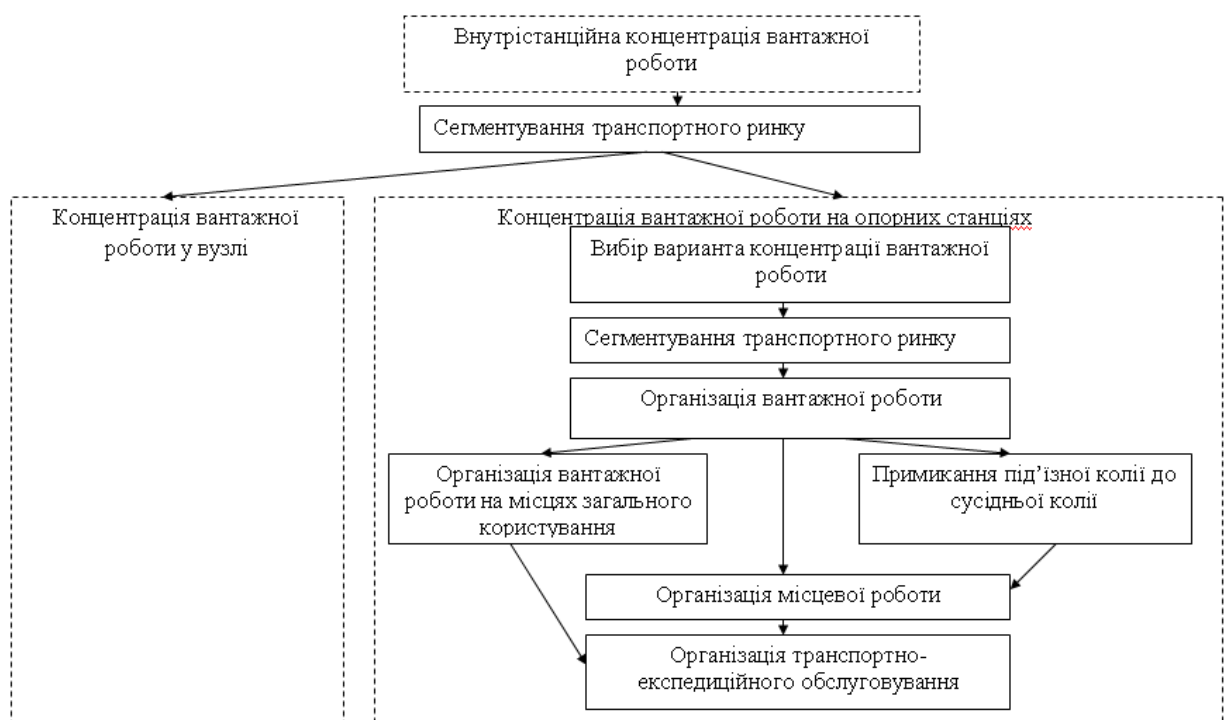 Внутрістанційна концентрація вантажної
роботи
Сегментування транспортного ринку
Концентрація вантажної
роботи у вузлі
Концентрація вантажної роботи на опорних станціях
Вибір варианта концентрації вантажної
роботи
Сегментування транспортного ринку
Організація вантажної роботи
Організація вантажної
роботи на місцях загального
користування
Примикання під’їзної колії до
сусідньої колії
Організація місцевої роботи
Організація транспортно-
експедиційного обслуговування